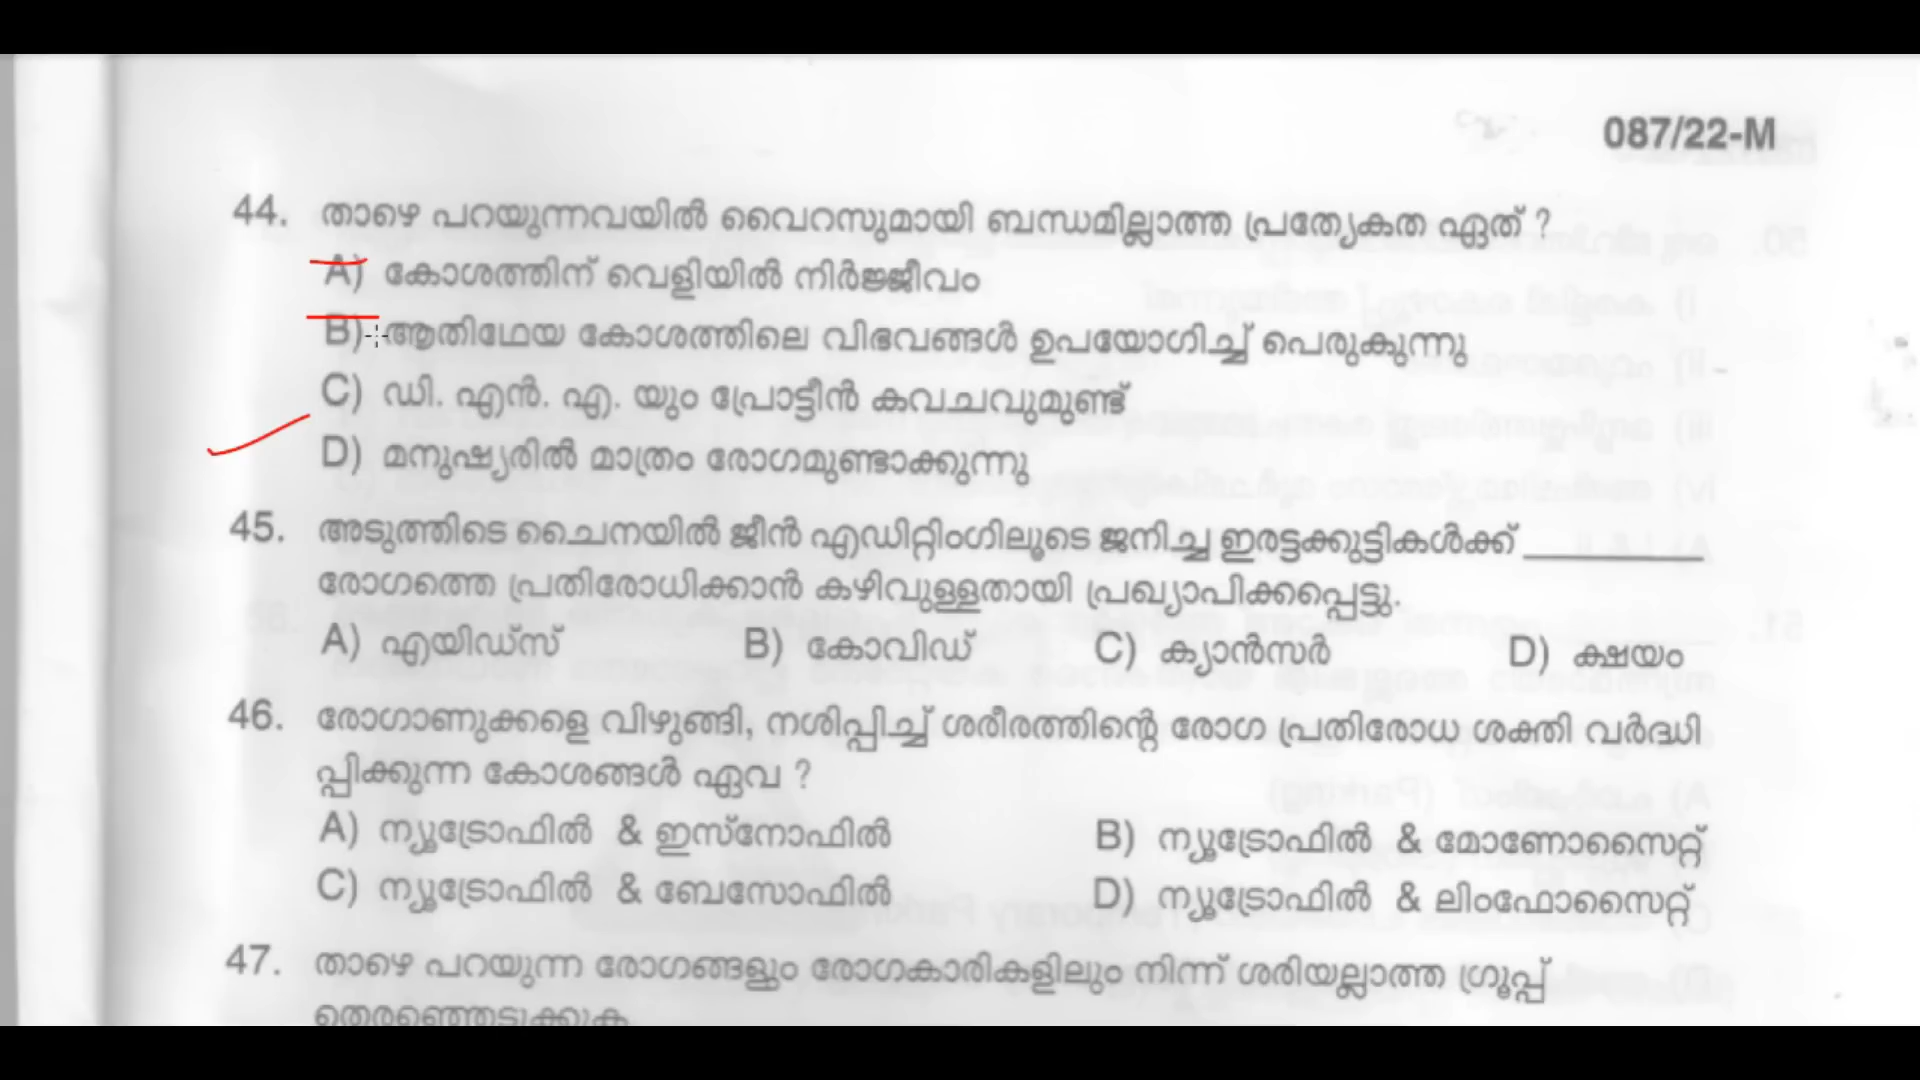 087/22-M
44. താഴെ പറയുന്നവയിൽ വൈറസുമായി ബന്ധമില്ലാത്ത പ്രത്യേകത ഏത് ?
A) കോശത്തിന് വെളിയിൽ നിർജ്ജീവം
B) ആതിഥേയ കോശത്തിലെ വിഭവങ്ങൾ ഉപയോഗിച്ച് പെരുകുന്നു
C) ഡി. എൻ. എ. യും പ്രോട്ടീൻ കവചവുമുണ്ട്
D) മനുഷ്യരിൽ മാത്രം രോഗമുണ്ടാക്കുന്നു
45. അടുത്തിടെ ചൈനയിൽ ജീൻ എഡിറ്റിംഗിലൂടെ ജനിച്ച ഇരട്ടക്കുട്ടികൾക്ക് ________
രോഗത്തെ പ്രതിരോധിക്കാൻ കഴിവുള്ളതായി പ്രഖ്യാപിക്കപ്പെട്ടു.
A) എയിഡ്സ് B) കോവിഡ് C) ക്യാൻസർ D) ക്ഷയം
46. രോഗാണുക്കളെ വിഴുങ്ങി, നശിപ്പിച്ച് ശരീരത്തിന്റെ രോഗ പ്രതിരോധ ശക്തി വർദ്ധി
പ്പിക്കുന്ന കോശങ്ങൾ ഏവ ?
A) ന്യൂട്രോഫിൽ & ഇസ്നോഫിൽ B) ന്യൂട്രോഫിൽ & മോണോസൈറ്റ്
C) ന്യൂട്രോഫിൽ & ബേസോഫിൽ D) ന്യൂട്രോഫിൽ & ലിംഫോസൈറ്റ്
47. താഴെ പറയുന്ന രോഗങ്ങളും രോഗകാരികളിലും നിന്ന് ശരിയല്ലാത്ത ഗ്രൂപ്പ്
തെരഞ്ഞെടുക്കുക